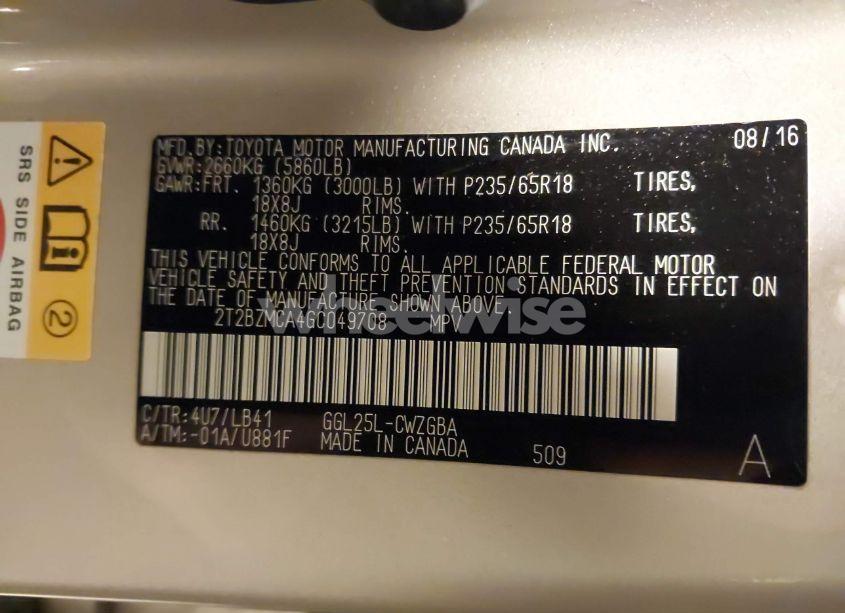 MFD.BY:TOYOTA MOTOR MANUFACTURING CANADA INC. 08/16
GVWR:2660KG (5860LB)
GAWR:FRT. 1360KG (3000LB) WITH P235/65R18 TIRES,
18X8J RIMS.
RR. 1460KG (3215LB) WITH P235/65R18 TIRES,
18X8J RIMS.
THIS VEHICLE CONFORMS TO ALL APPLICABLE FEDERAL MOTOR
VEHICLE SAFETY AND THEFT PREVENTION STANDARDS IN EFFECT ON
THE DATE OF MANUFACTURE SHOWN ABOVE.
2T2BZMCA4GC049708 MPV
C/TR:4U7/LB41 GGL25L-CWZGBA
A/TM:-01A/U881F MADE IN CANADA 509 A
SRS SIDE AIRBAG
2
wheelwise